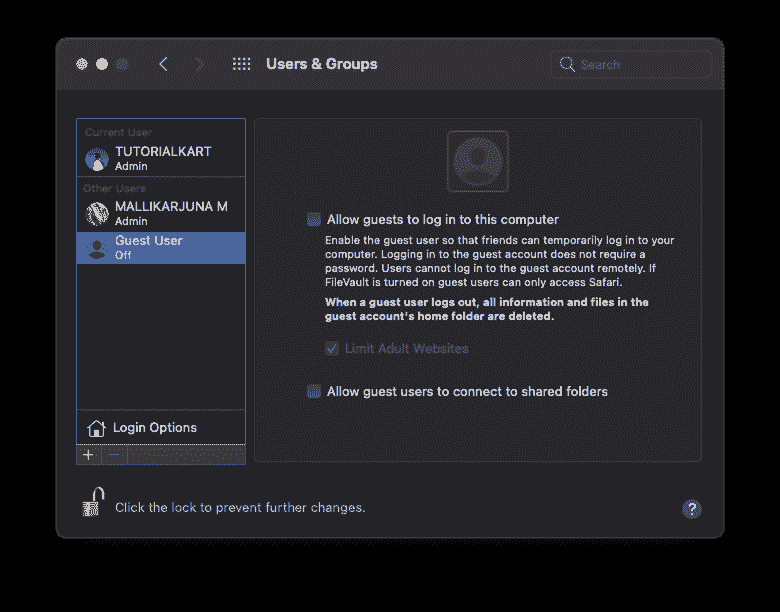 Users & Groups
Search
Current User
TUTORIALKART
Admin
Other Users
MALLIKARJUNA M
Admin
Guest User
Off
Login Options
Allow guests to log in to this computer
Enable the guest user so that friends can temporarily log in to your
computer. Logging in to the guest account does not require a
password. Users cannot log in to the guest account remotely. If
FileVault is turned on guest users can only access Safari.
When a guest user logs out, all information and files in the
guest account's home folder are deleted.
Limit Adult Websites
Allow guest users to connect to shared folders
Click the lock to prevent further changes.
?